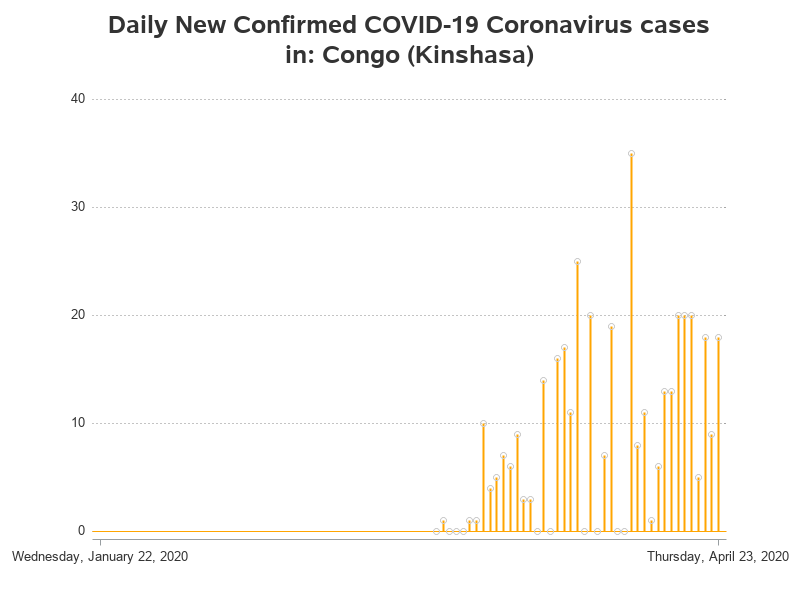 Daily New Confirmed COVID-19 Coronavirus cases
in: Congo (Kinshasa)
40
30
20
10
0
Wednesday, January 22, 2020
Thursday, April 23, 2020